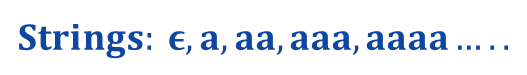 Strings: ϵ, a, aa, aaa, aaaa ... . .